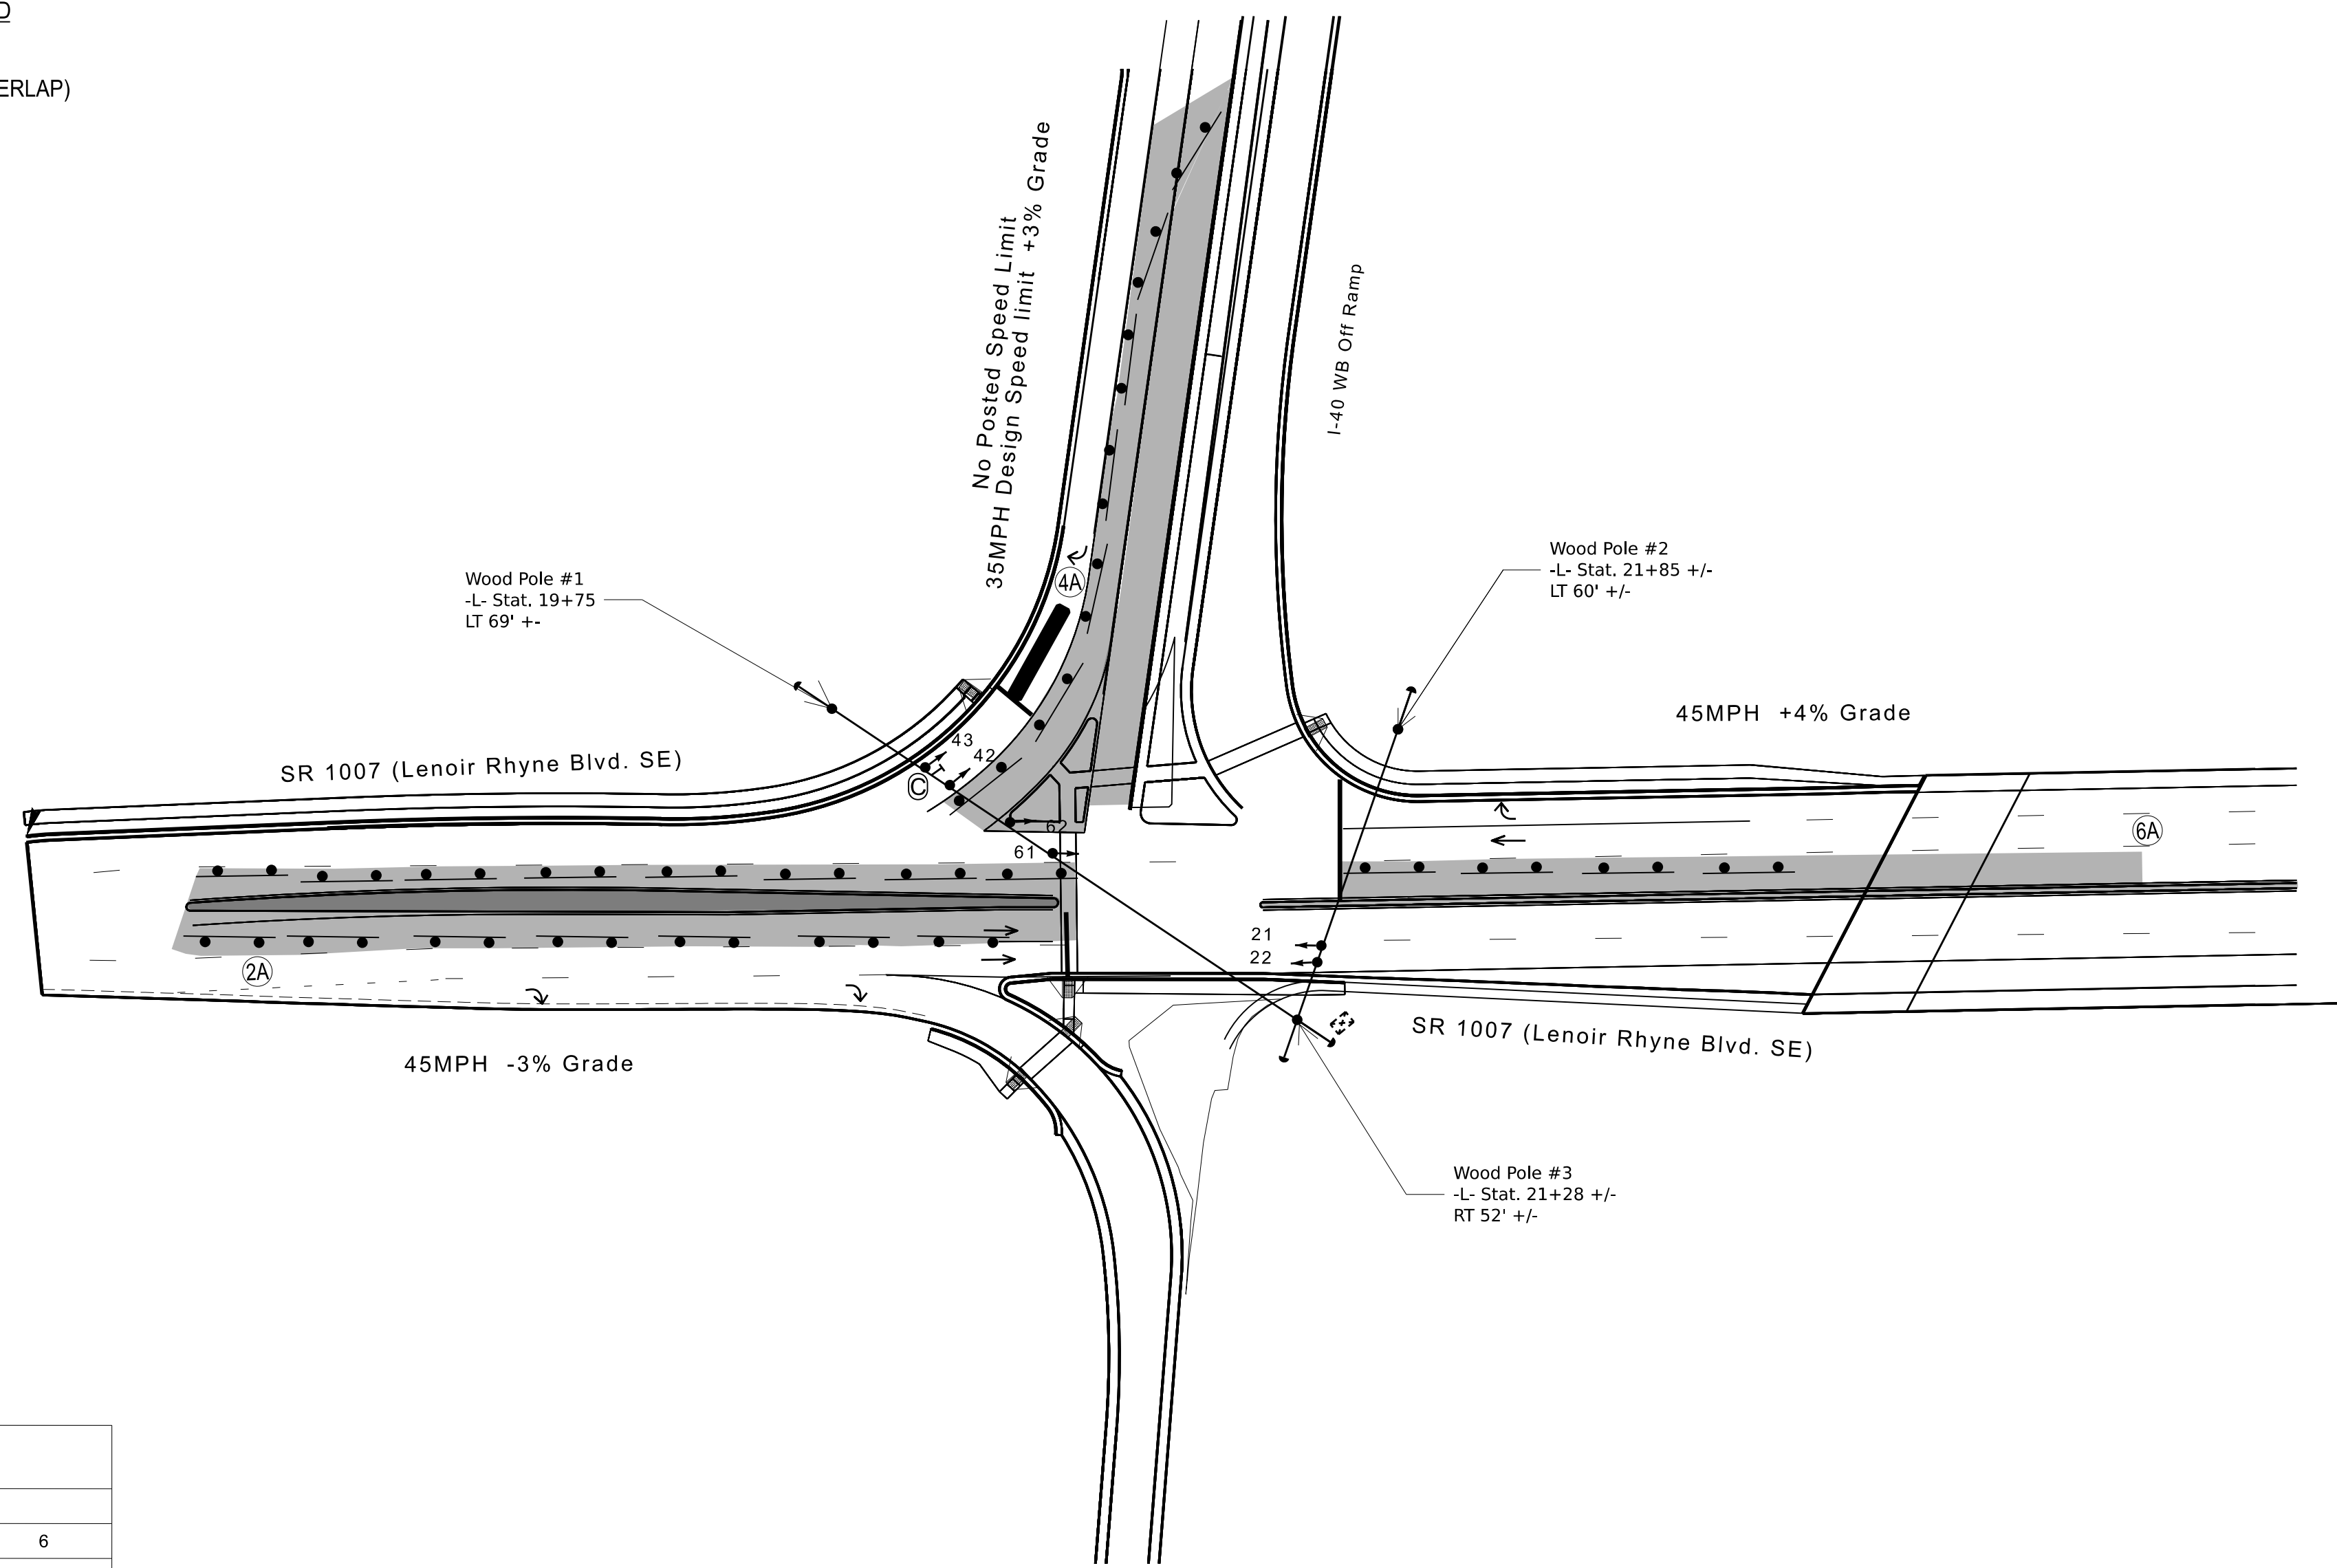 D
ERLAP)
No Posted Speed Limit
35MPH Design Speed limit +3% Grade
I-40 WB Off Ramp
Wood Pole #1
-L- Stat. 19+75
LT 69' +-
4A
Wood Pole #2
-L- Stat. 21+85 +/-
LT 60' +/-
45MPH +4% Grade
SR 1007 (Lenoir Rhyne Blvd. SE)
43
42
C
62
61
6A
21
22
2A
SR 1007 (Lenoir Rhyne Blvd. SE)
45MPH -3% Grade
Wood Pole #3
-L- Stat. 21+28 +/-
RT 52' +/-
6